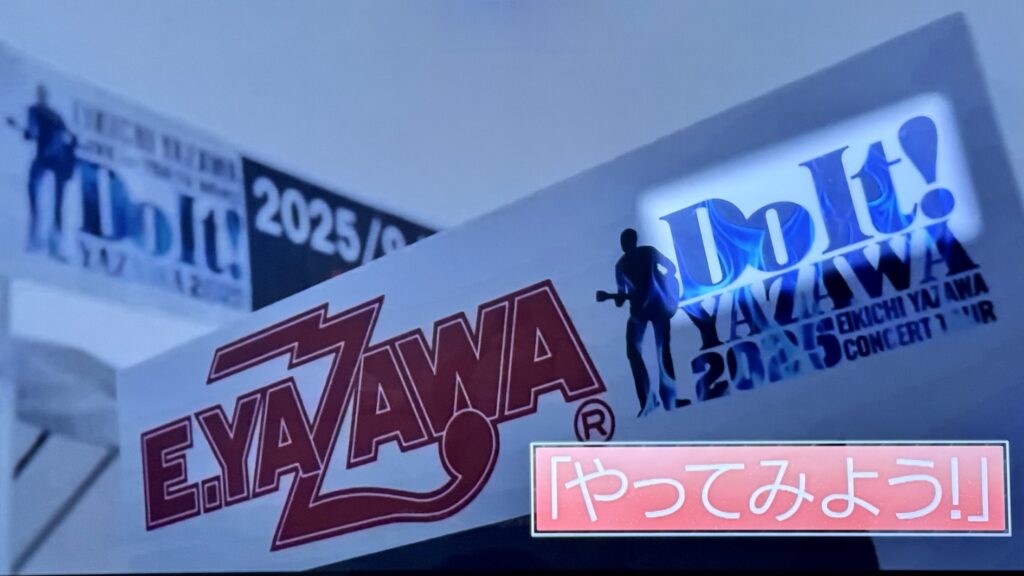 EIKICHI YAZAWA
Do It!
YAZAWA 2025
2025/
E.YAZAWA
®
Do It!
YAZAWA
2025 EIKICHI YAZAWA
CONCERT TOUR
「やってみよう!」